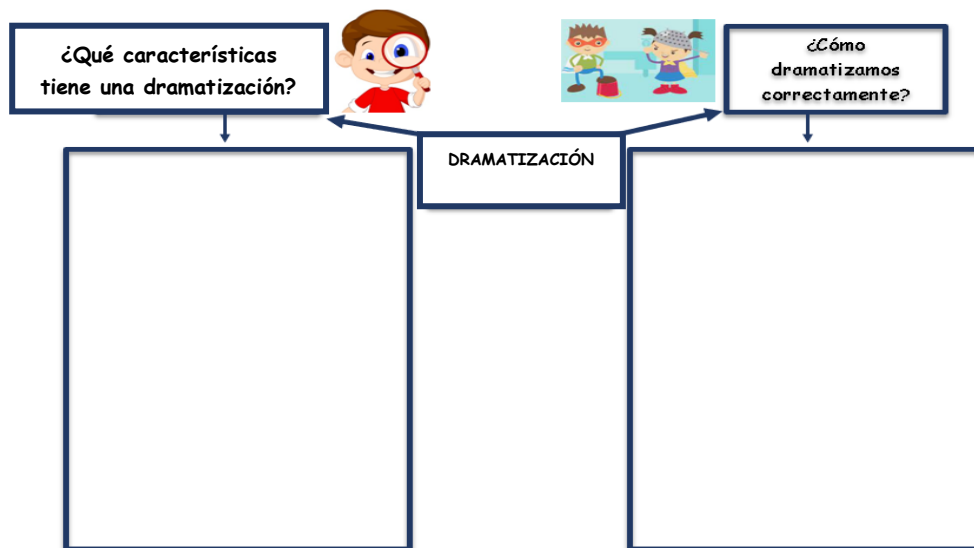 ¿Qué características
tiene una dramatización?
¿Cómo
dramatizamos
correctamente?
DRAMATIZACIÓN